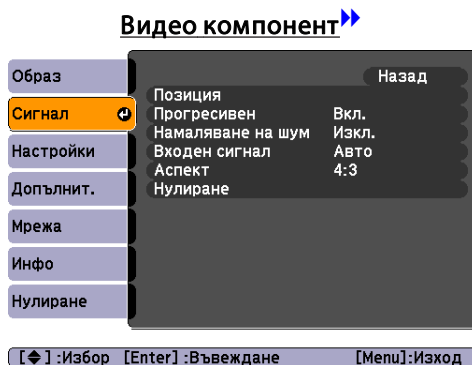 Видео компонент
Образ
Сигнал
Настройки
Допълнит.
Мрежа
Инфо
Нулиране
Назад
Позиция
Прогресивен Вкл.
Намаляване на шум Изкл.
Входен сигнал Авто
Аспект 4:3
Нулиране
[◆] :Избор [Enter] :Въвеждане [Menu]:Изход